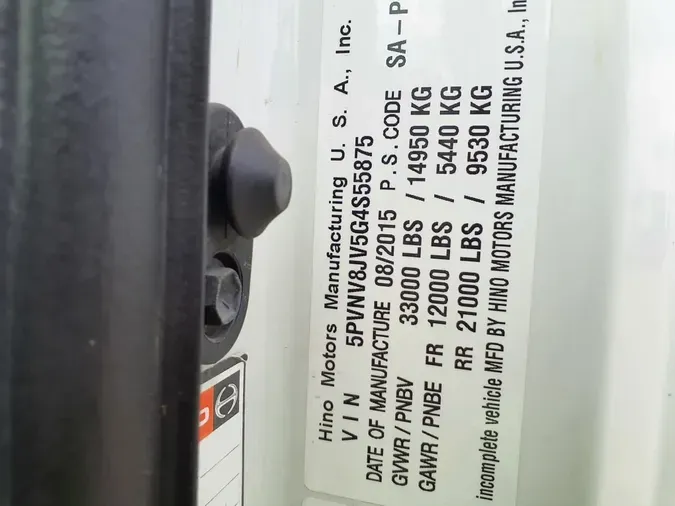 Hino Motors Manufacturing U. S. A., Inc.
VIN 5PVNV8JV5G4S55875
DATE OF MANUFACTURE 08/2015 P.S.CODE SA-P
GVWR/PNBV 33000 LBS /14950 KG
GAWR/PNBE FR 12000 LBS / 5440 KG
RR 21000 LBS / 9530 KG
incomplete vehicle MFD BY HINO MOTORS MANUFACTURING U.S.A., In